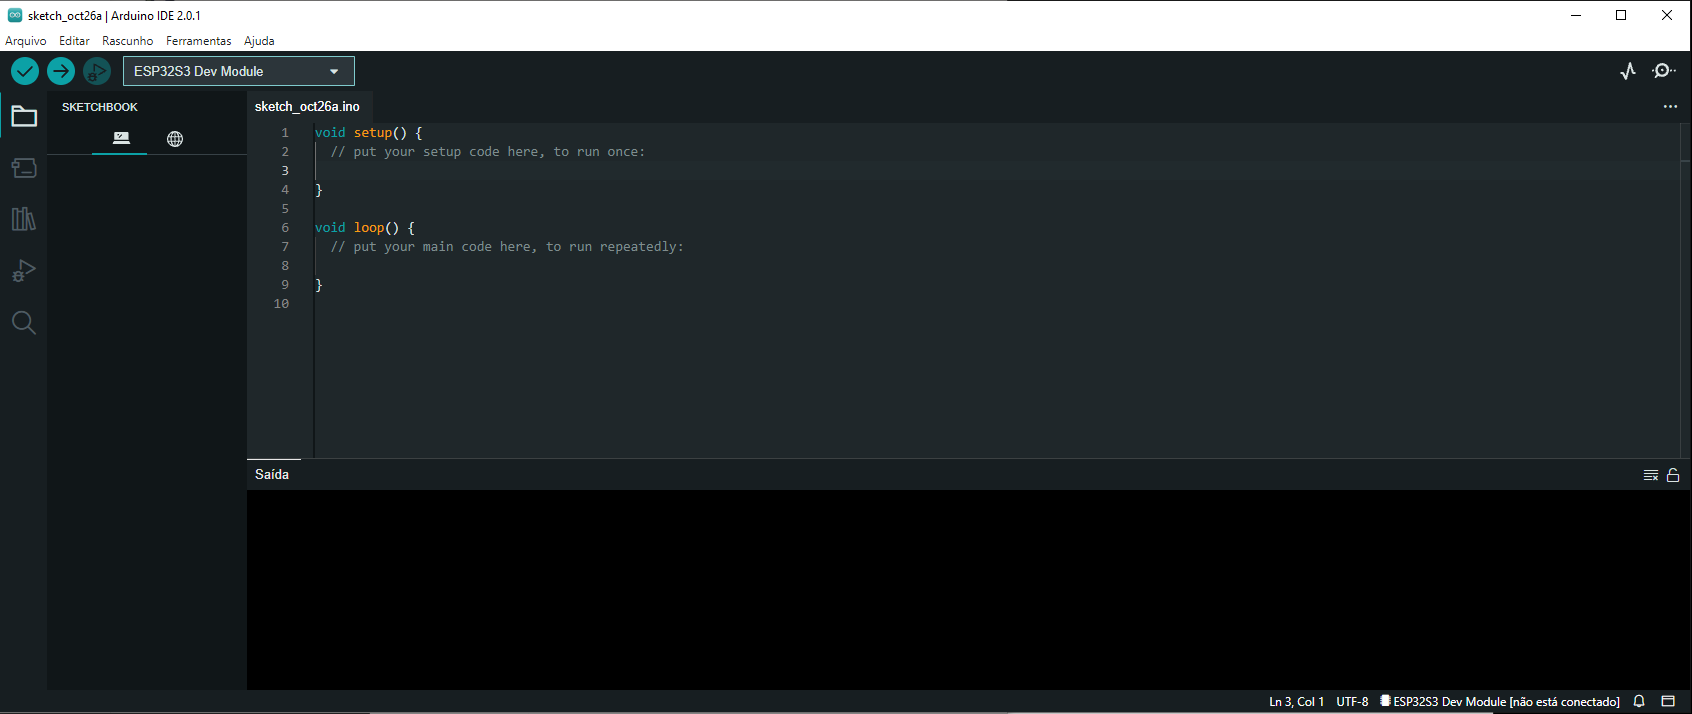 sketch_oct26a | Arduino IDE 2.0.1
Arquivo Editar Rascunho Ferramentas Ajuda
ESP32S3 Dev Module
SKETCHBOOK
sketch_oct26a.ino
1 void setup() {
2 // put your setup code here, to run once:
3
4 }
5
6 void loop() {
7 // put your main code here, to run repeatedly:
8
9 }
10
Saída
Ln 3, Col 1 UTF-8 ESP32S3 Dev Module [não está conectado]